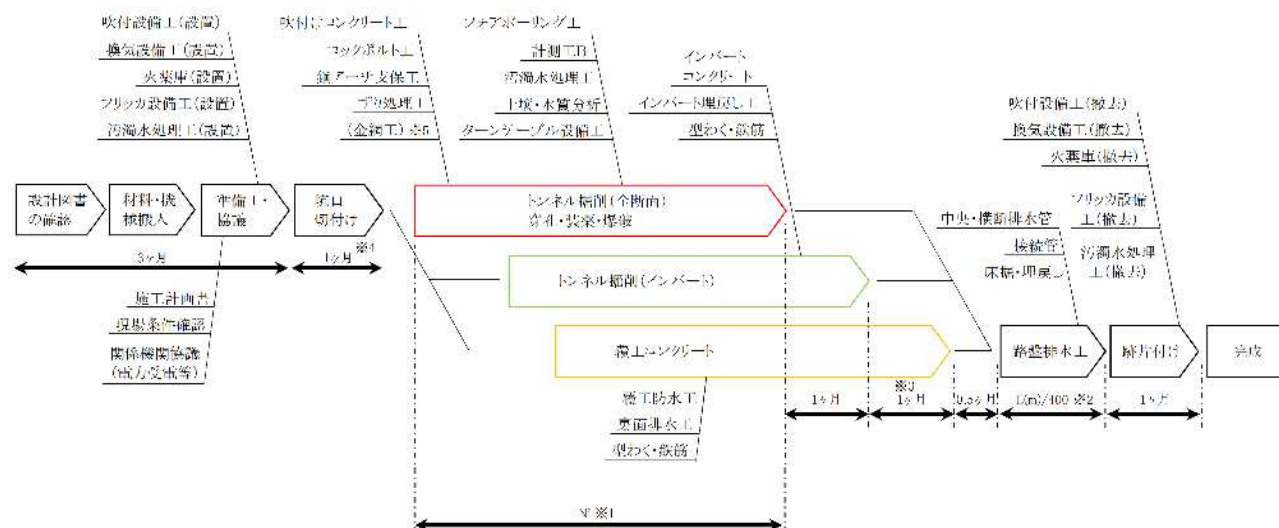 吹付設備工(設置)
換気設備工(設置)
火薬庫(設置)
フリッカ設備工(設置)
汚濁水処理工(設置)
吹付けコンクリート工
ロックボルト工
鋼アーチ支保工
ズリ処理工
(金網工) ※5
フォアボーリング工
計測工B
汚濁水処理工
土壌・水質分析
ターンテーブル設備工
インバート
コンクリート
インバート埋戻し工
型わく・鉄筋
吹付設備工(撤去)
換気設備工(撤去)
火薬庫(撤去)
フリッカ設備
工(撤去)
汚濁水処理
工(撤去)
中央・横断排水管
接続管
床掘・埋戻し
設計図書
の確認
材料・機
械搬入
準備工・
協議
坑口
切付け
トンネル掘削(全断面)
穿孔・装薬・爆破
トンネル掘削(インバート)
覆工コンクリート
路盤排水工
跡片付け
完成
3ヶ月
1ヶ月
※4
施工計画書
現場条件確認
関係機関協議
(電力受電等)
覆工防水工
裏面排水工
型わく・鉄筋
1ヶ月
※3
1ヶ月
0.5ヶ月
L(m)/400 ※2
1ヶ月
※1